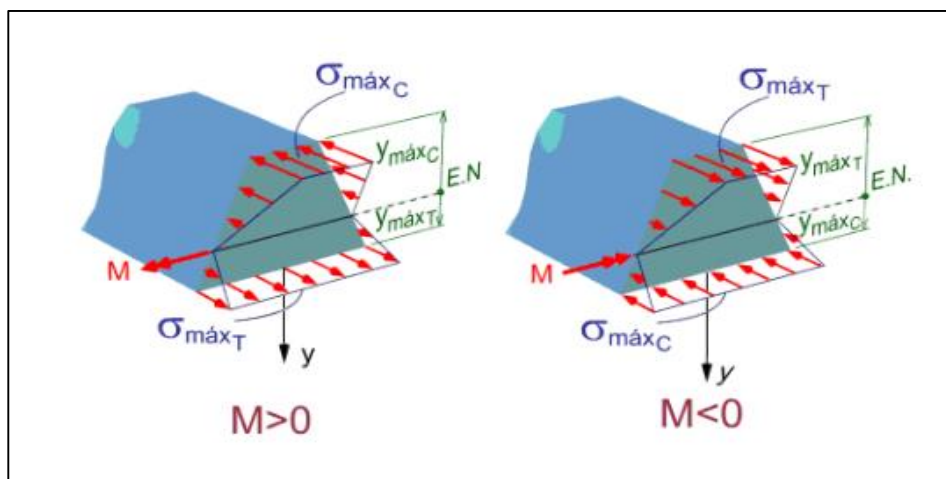 σmáxC
ymáxC
E.N
ymáxT
M
σmáxT
y
M>0
σmáxT
ymáxT
E.N.
ymáxC
M
σmáxC
y
M<0